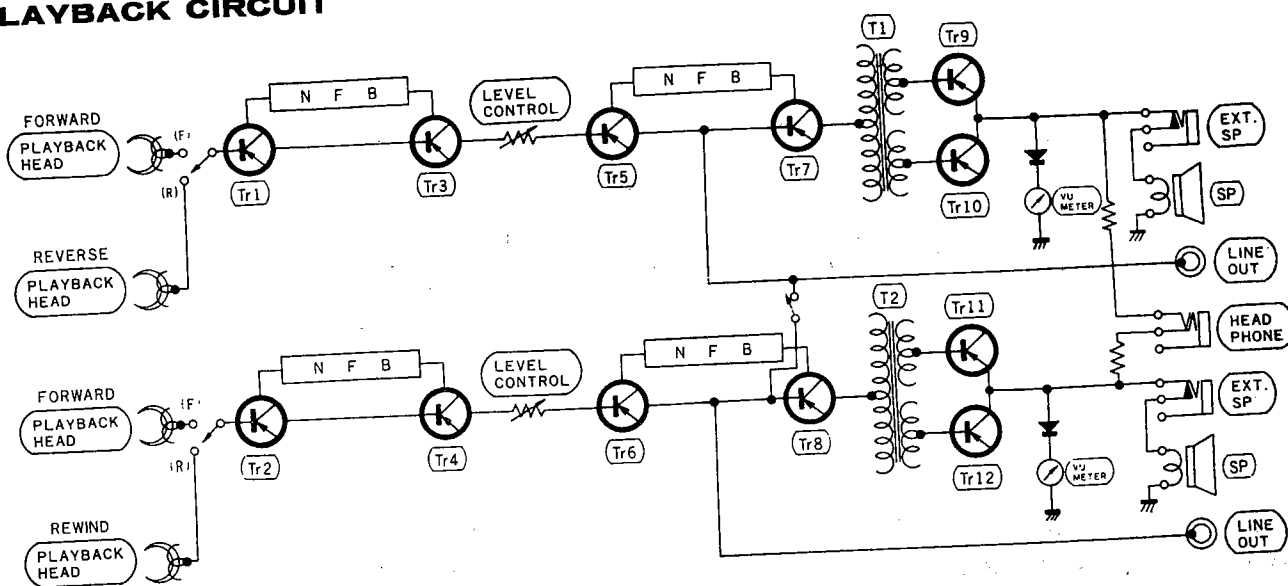 LAYBACK CIRCUIT
T1
Tr9
N F B
N F B
LEVEL
CONTROL
FORWARD
PLAYBACK
HEAD
(F)
(R)
Tr1
Tr3
Tr5
Tr7
Tr10
VU
METER
EXT.
SP
SP
REVERSE
PLAYBACK
HEAD
LINE
OUT
T2
Tr11
HEAD
PHONE
N F B
N F B
LEVEL
CONTROL
FORWARD
PLAYBACK
HEAD
(F)
(R)
Tr2
Tr4
Tr6
Tr8
Tr12
VU
METER
EXT.
SP
SP
REWIND
PLAYBACK
HEAD
LINE
OUT